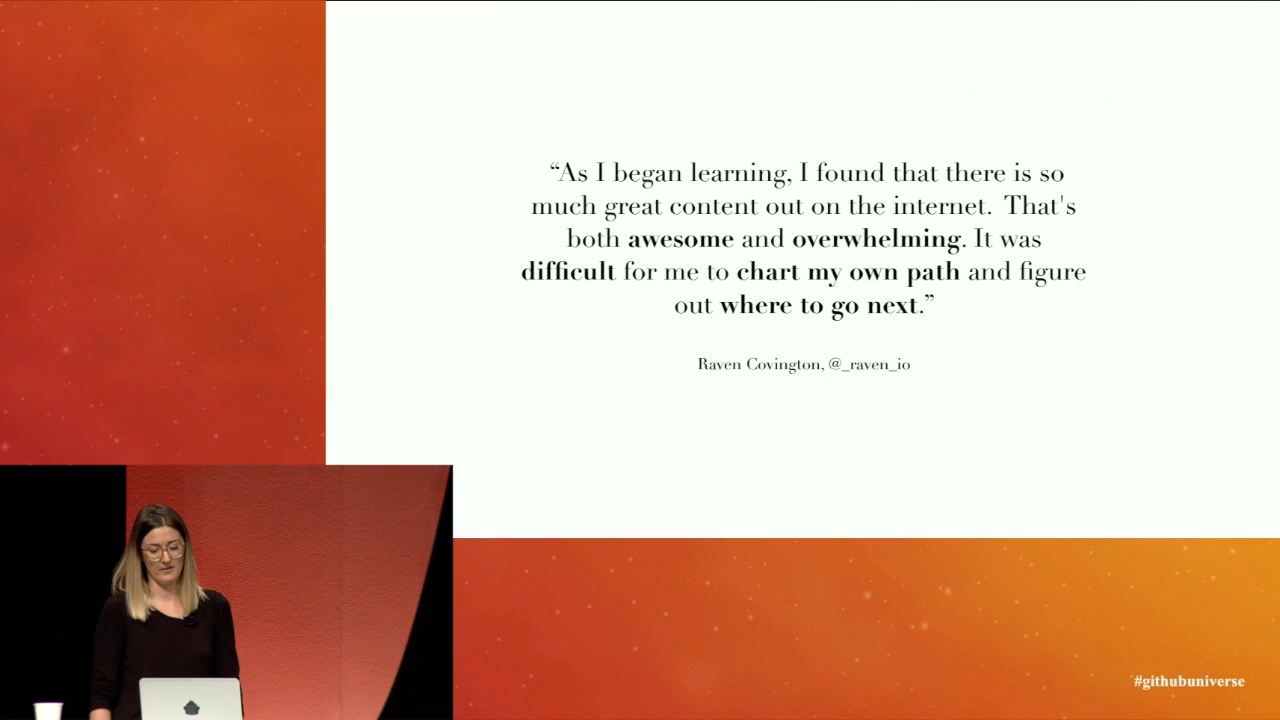 “As I began learning, I found that there is so
much great content out on the internet.  That's
both awesome and overwhelming. It was
difficult for me to chart my own path and figure
out where to go next.”
Raven Covington, @_raven_io
#githubuniverse